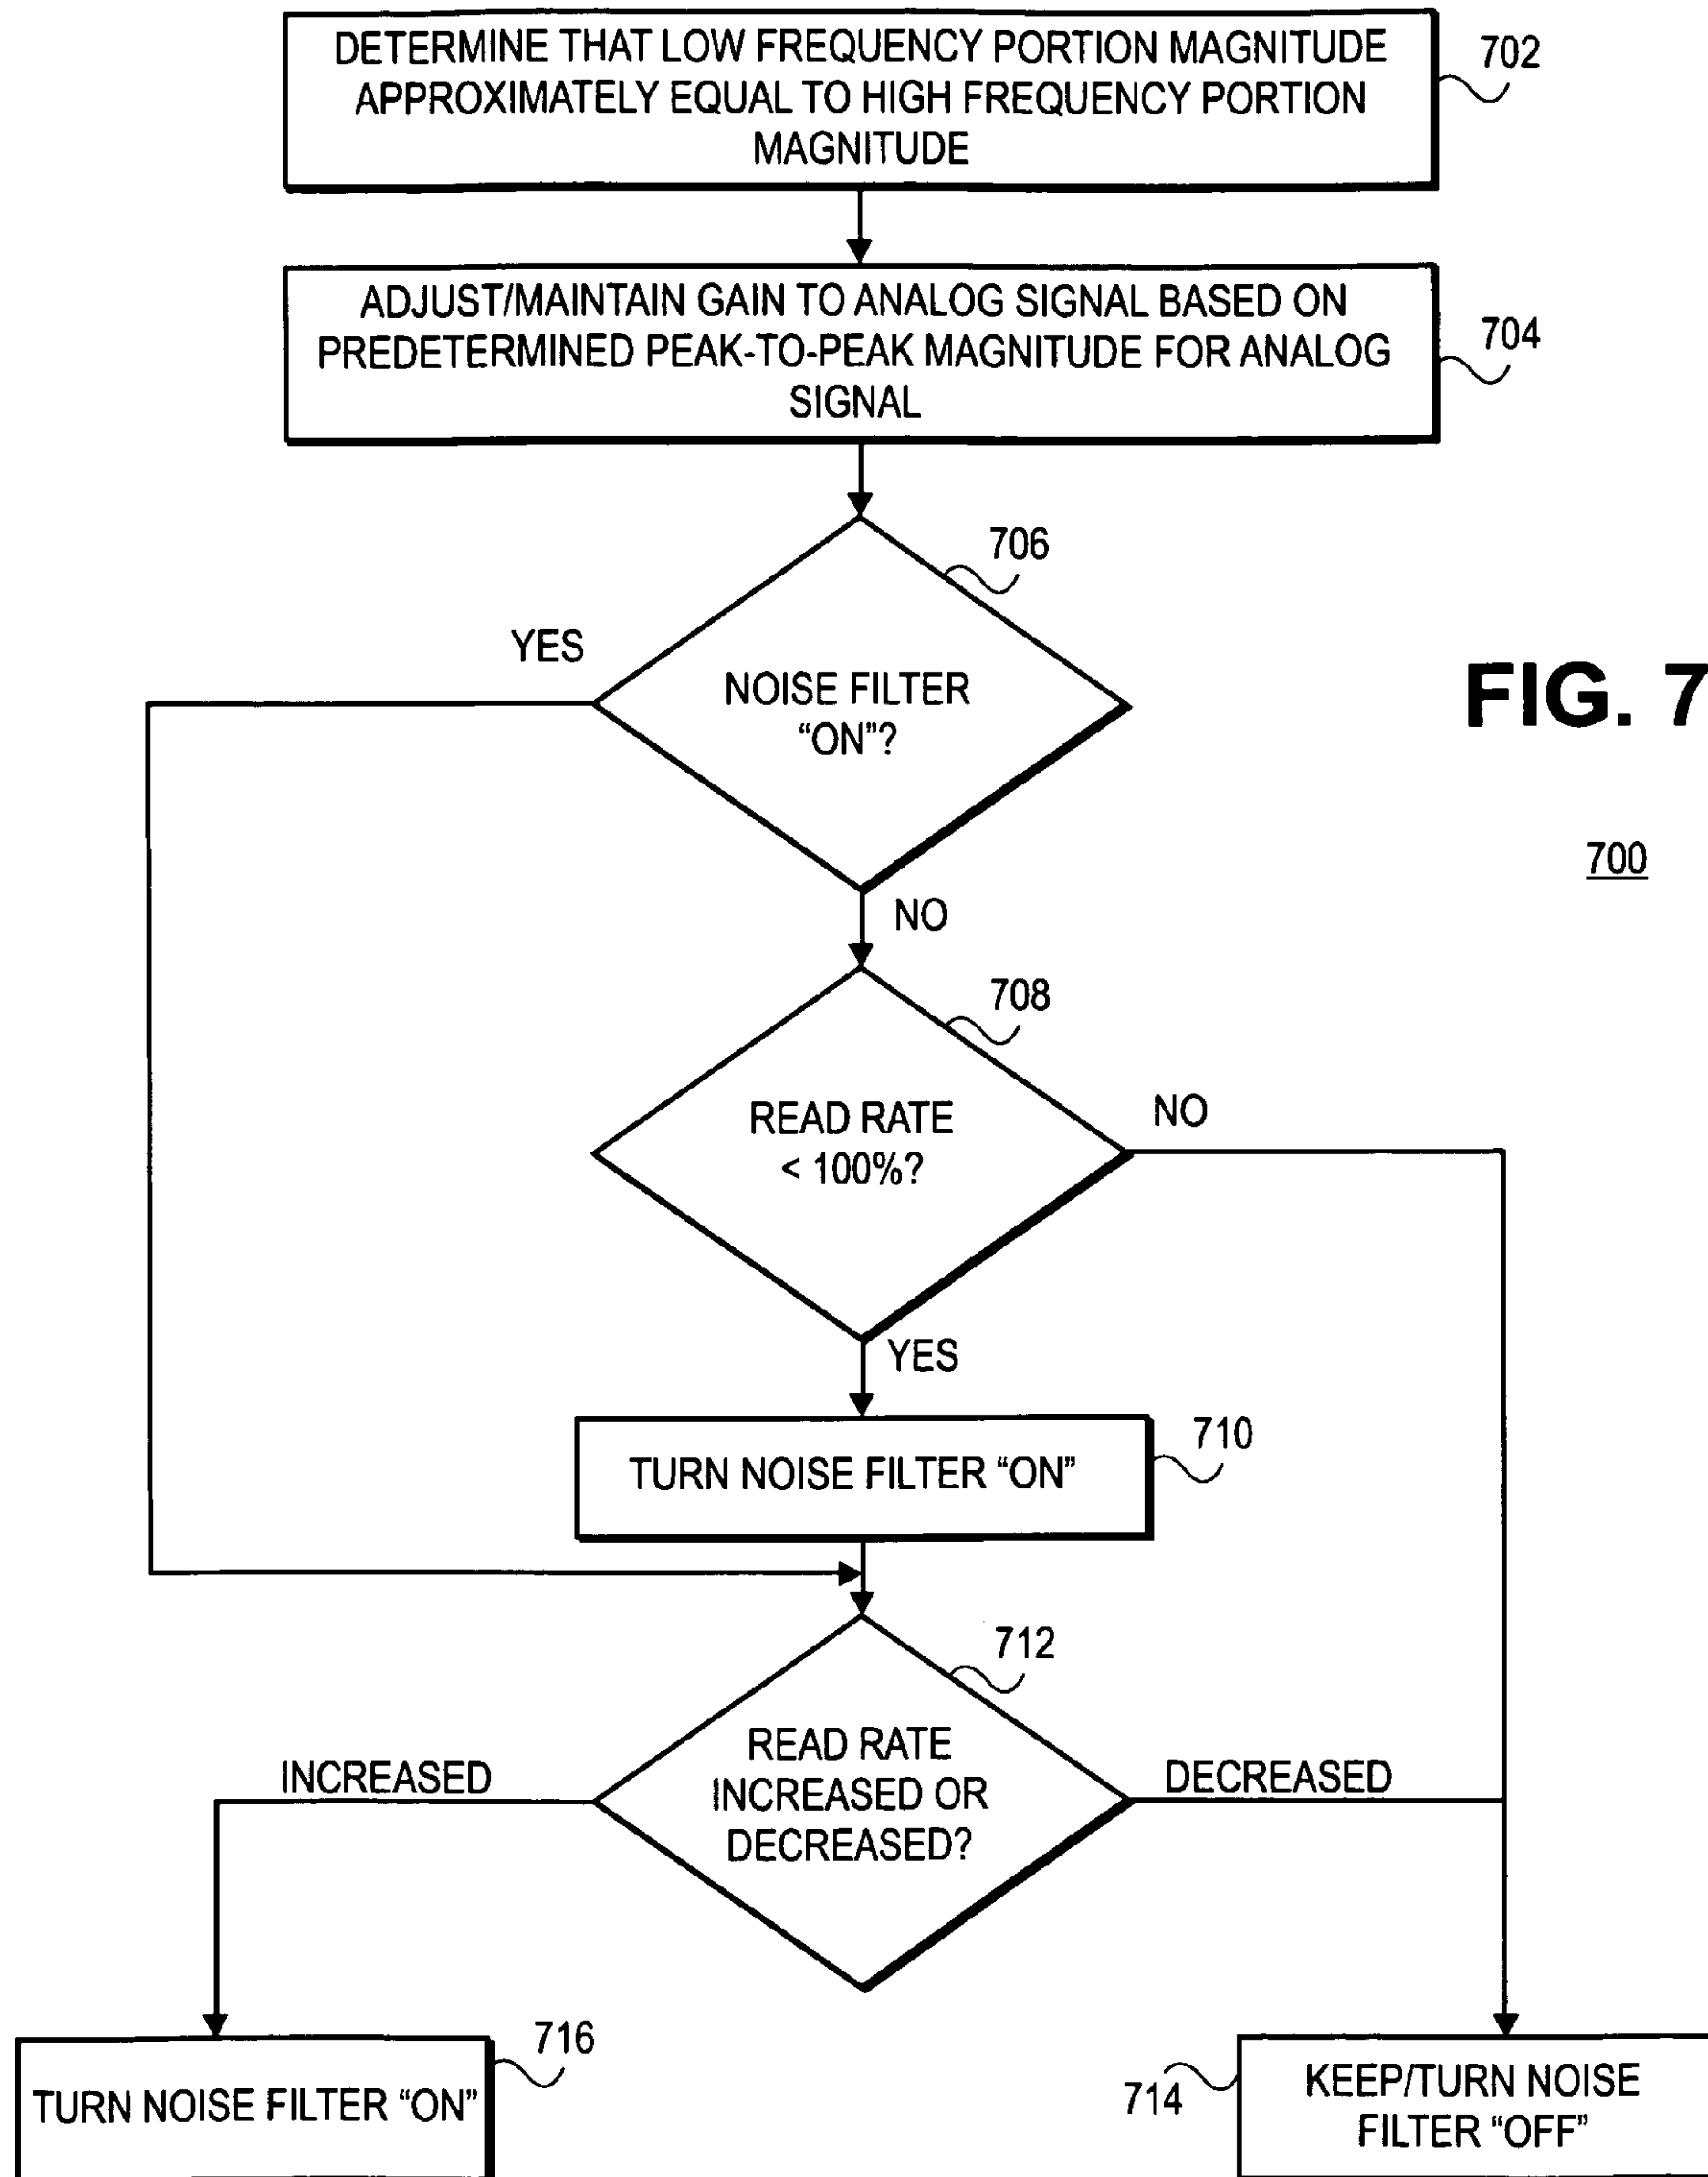 DETERMINE THAT LOW FREQUENCY PORTION MAGNITUDE
APPROXIMATELY EQUAL TO HIGH FREQUENCY PORTION
MAGNITUDE
702
ADJUST/MAINTAIN GAIN TO ANALOG SIGNAL BASED ON
PREDETERMINED PEAK-TO-PEAK MAGNITUDE FOR ANALOG
SIGNAL
704
706
YES
NOISE FILTER
“ON”?
FIG. 7
700
NO
708
READ RATE
< 100%?
NO
YES
710
TURN NOISE FILTER “ON”
712
READ RATE
INCREASED OR
DECREASED?
INCREASED
DECREASED
716
TURN NOISE FILTER “ON”
714
KEEP/TURN NOISE
FILTER “OFF”